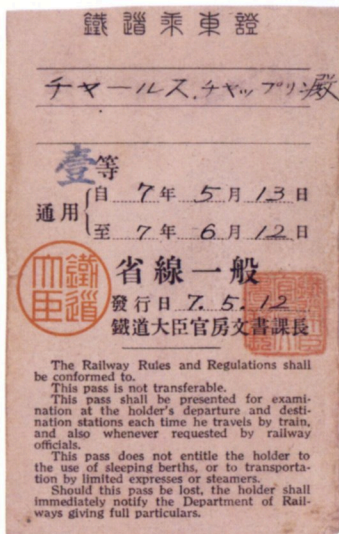 鐵道乘車證
チャールス.チャップリン殿
壹等
通用
自 7年 5月 13日
至 7年 6月 12日
鐵道大臣
省線一般
發行日 7.5.12
鐵道大臣官房文書課長
The Railway Rules and Regulations shall
be conformed to.
This pass is not transferable.
This pass shall be presented for exami-
nation at the holder's departure and desti-
nation stations each time he travels by train,
and also whenever requested by railway
officials.
This pass does not entitle the holder to
the use of sleeping berths, or to transporta-
tion by limited expresses or steamers.
Should this pass be lost, the holder shall
immediately notify the Department of Rail-
ways giving full particulars.